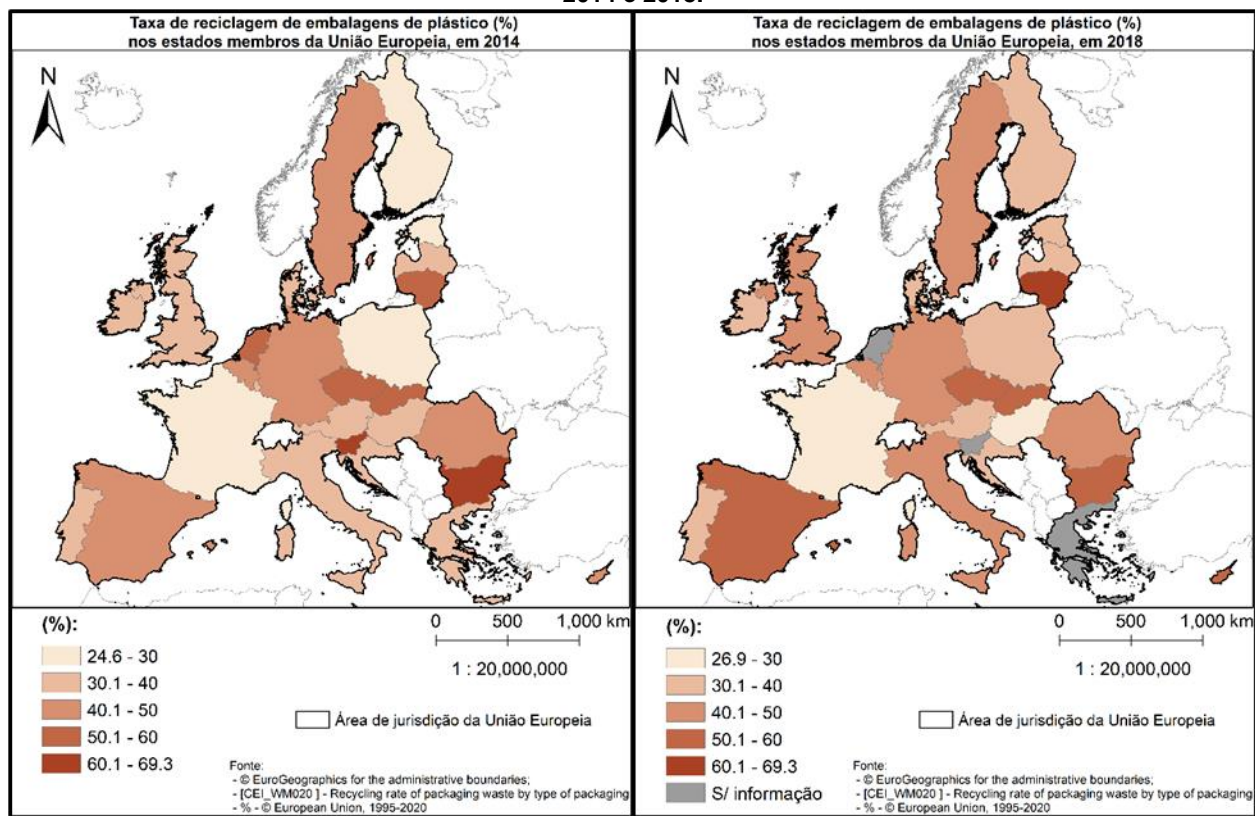 2014 e 2018.
Taxa de reciclagem de embalagens de plástico (%)
nos estados membros da União Europeia, em 2014
N
(%):
24.6 - 30
30.1 - 40
40.1 - 50
50.1 - 60
60.1 - 69.3
0 500 1,000 km
1 : 20,000,000
Área de jurisdição da União Europeia
Fonte:
- © EuroGeographics for the administrative boundaries;
- [CEI_WM020 ] - Recycling rate of packaging waste by type of packaging
- % - © European Union, 1995-2020
Taxa de reciclagem de embalagens de plástico (%)
nos estados membros da União Europeia, em 2018
N
(%):
26.9 - 30
30.1 - 40
40.1 - 50
50.1 - 60
60.1 - 69.3
S/ informação
0 500 1,000 km
1 : 20,000,000
Área de jurisdição da União Europeia
Fonte:
- © EuroGeographics for the administrative boundaries;
- [CEI_WM020 ] - Recycling rate of packaging waste by type of packaging
- % - © European Union, 1995-2020